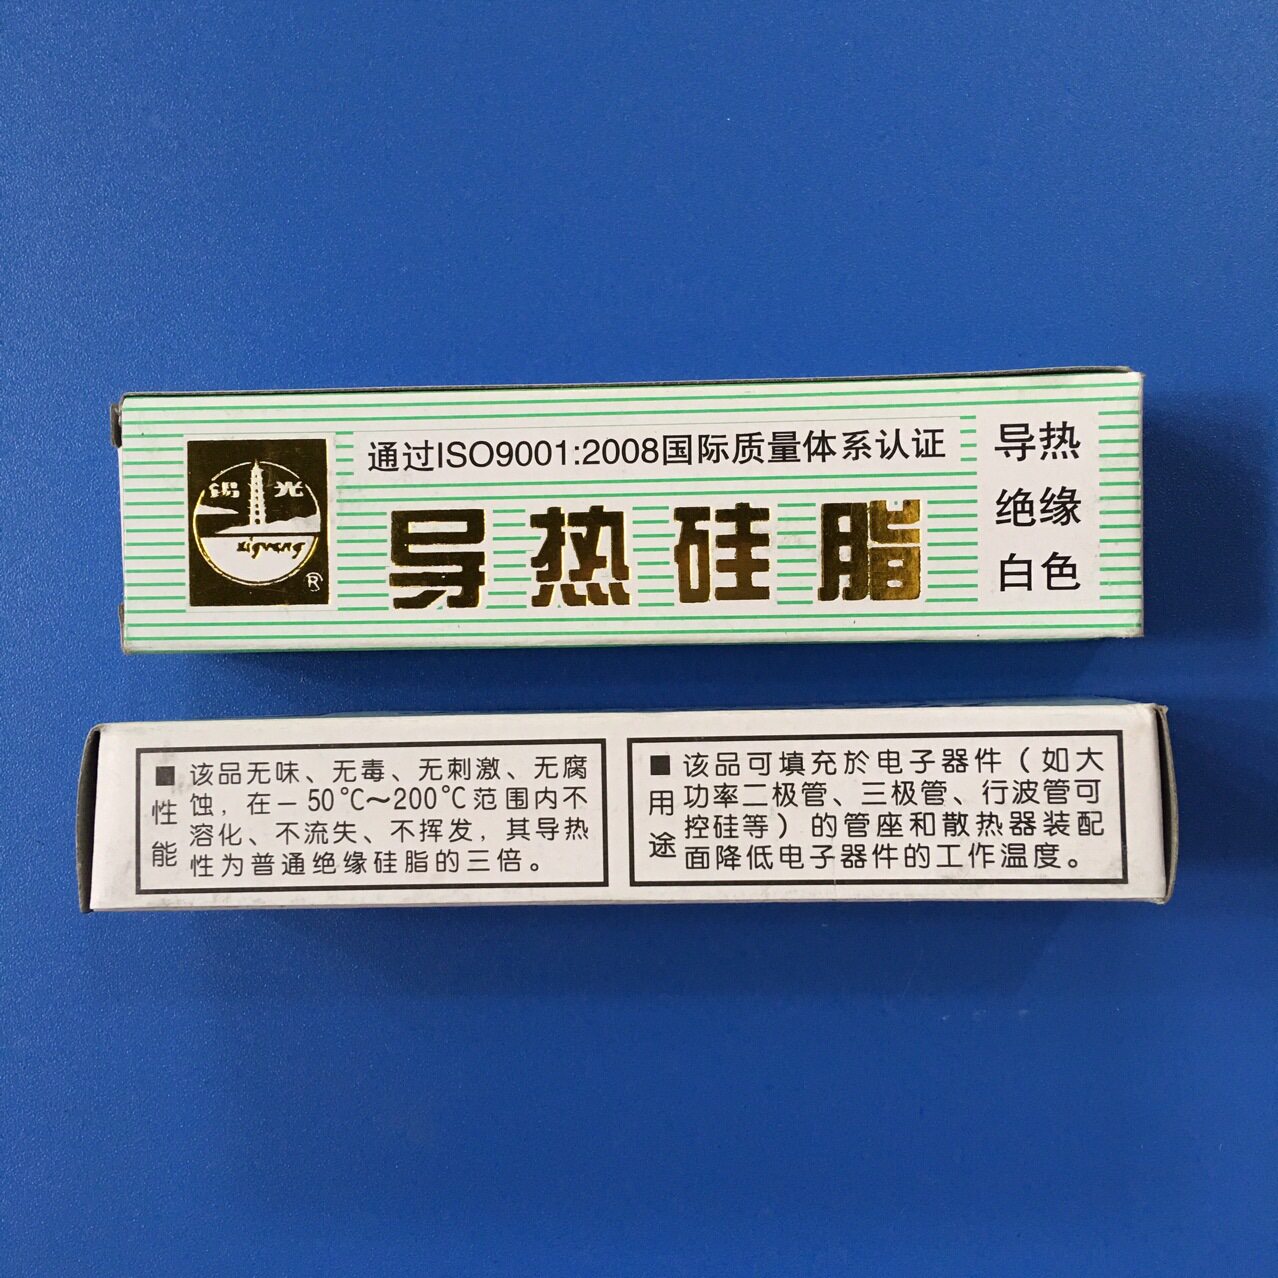 通过ISO9001:2008国际质量体系认证
锡光
xiguang
®
导热硅脂
导热
绝缘
白色
■性能
该品无味、无毒、无刺激、无腐
蚀，在－50℃～200℃范围内不
溶化、不流失、不挥发，其导热
性为普通绝缘硅脂的三倍。
■用途
该品可填充於电子器件（如大
功率二极管、三极管、行波管可
控硅等）的管座和散热器装配
面降低电子器件的工作温度。